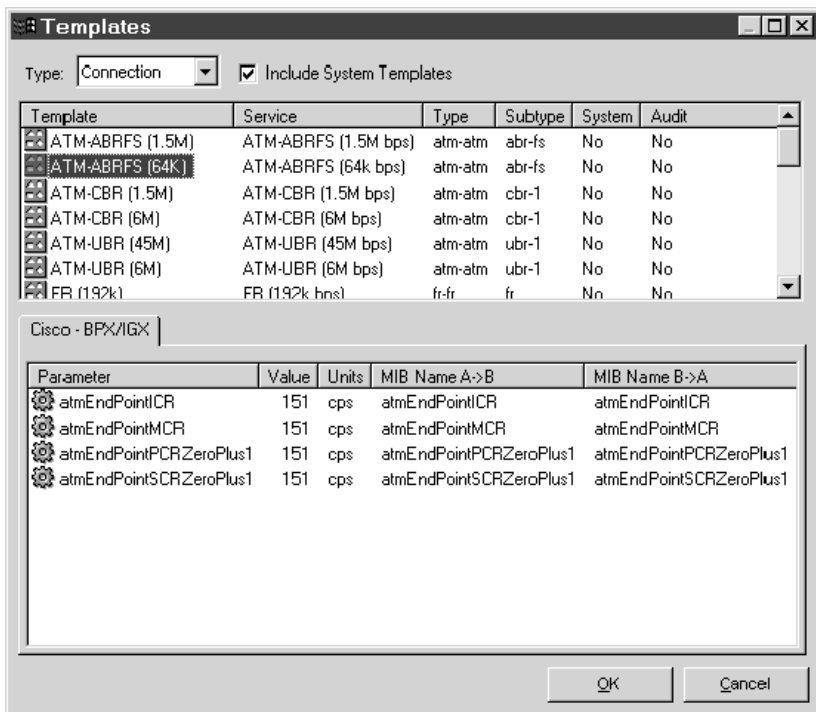 Templates
Type: Connection Include System Templates
Template Service Type Subtype System Audit
ATM-ABRFS (1.5M) ATM-ABRFS (1.5M bps) atm-atm abr-fs No No
ATM-ABRFS (64K) ATM-ABRFS (64k bps) atm-atm abr-fs No No
ATM-CBR (1.5M) ATM-CBR (1.5M bps) atm-atm cbr-1 No No
ATM-CBR (6M) ATM-CBR (6M bps) atm-atm cbr-1 No No
ATM-UBR (45M) ATM-UBR (45M bps) atm-atm ubr-1 No No
ATM-UBR (6M) ATM-UBR (6M bps) atm-atm ubr-1 No No
FR (192k) FR (192k bps) fr-fr fr No No
Cisco - BPX/IGX
Parameter Value Units MIB Name A->B MIB Name B->A
atmEndPointICR 151 cps atmEndPointICR atmEndPointICR
atmEndPointMCR 151 cps atmEndPointMCR atmEndPointMCR
atmEndPointPCRZeroPlus1 151 cps atmEndPointPCRZeroPlus1 atmEndPointPCRZeroPlus1
atmEndPointSCRZeroPlus1 151 cps atmEndPointSCRZeroPlus1 atmEndPointSCRZeroPlus1
OK Cancel